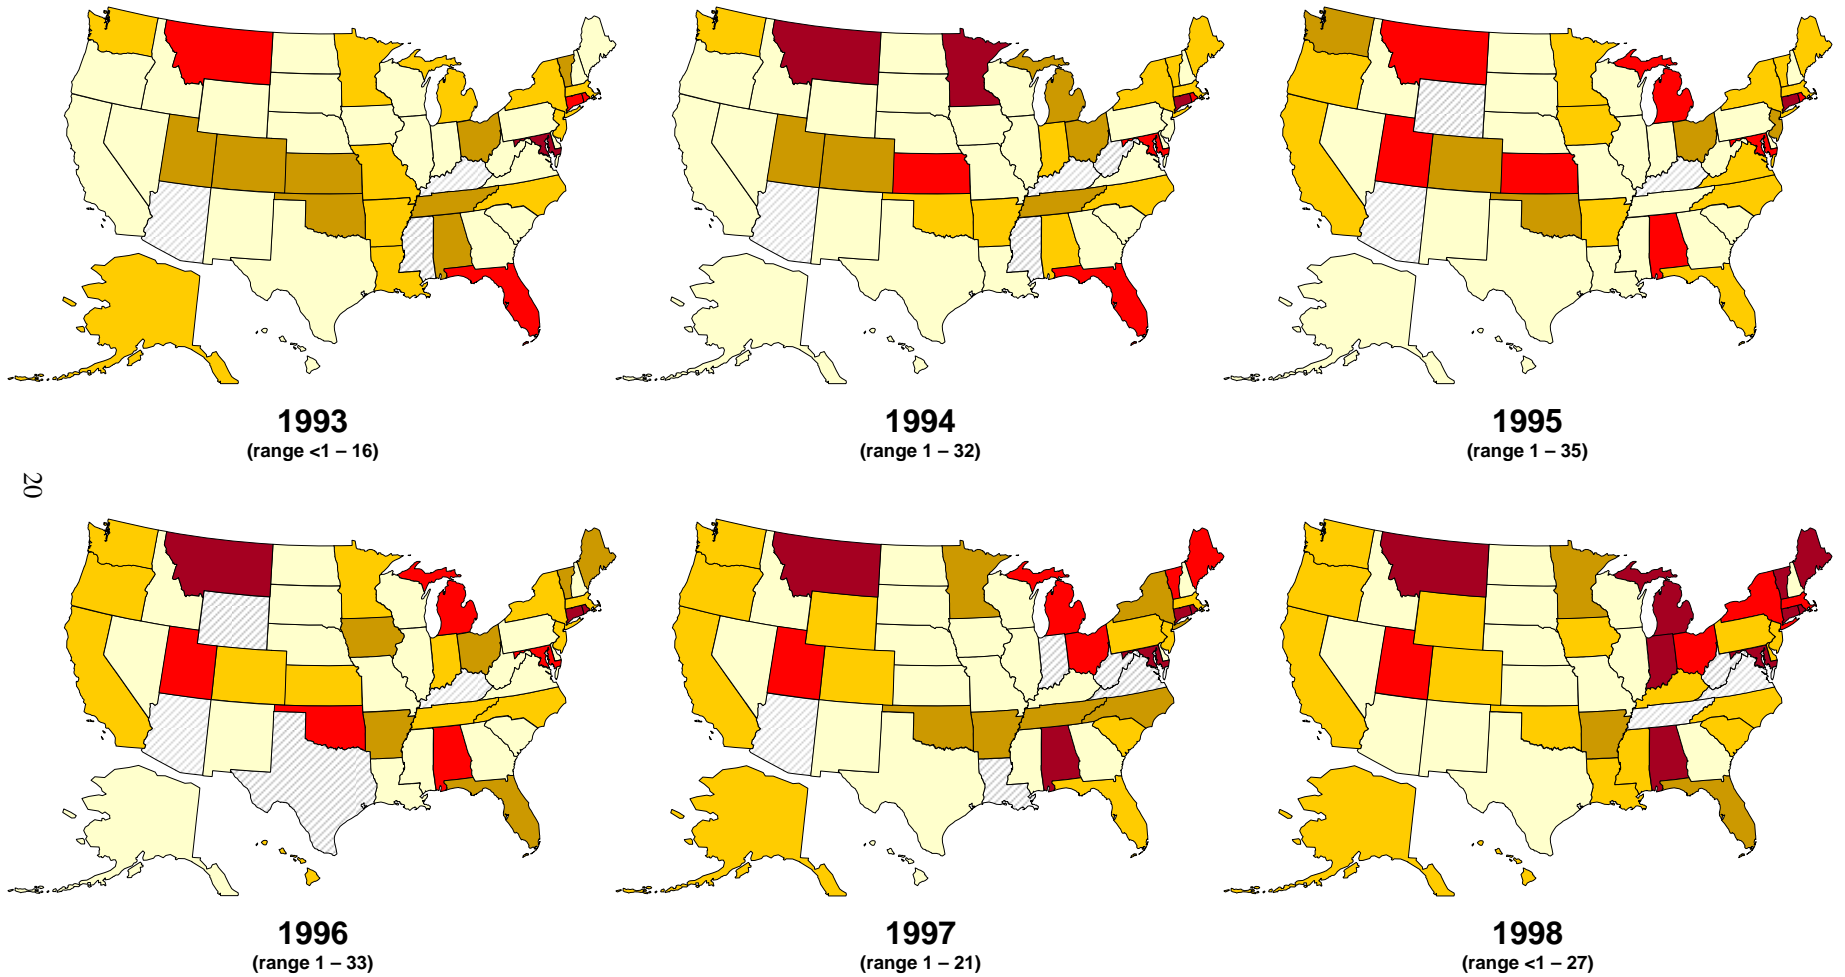 1993
(range <1 – 16)
1994
(range 1 – 32)
1995
(range 1 – 35)
20
1996
(range 1 – 33)
1997
(range 1 – 21)
1998
(range <1 – 27)